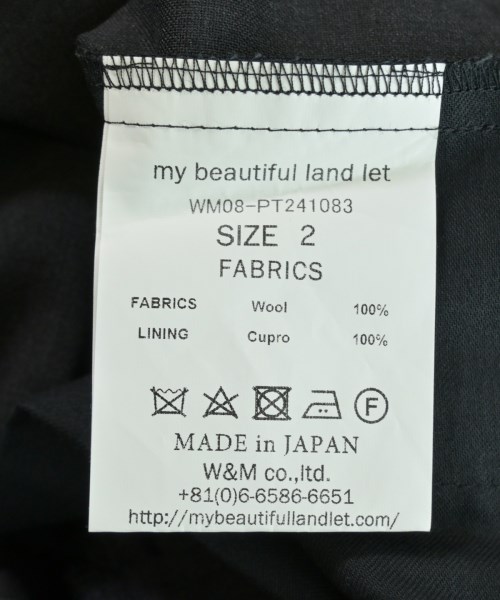 my beautiful land let
WM08-PT241083
SIZE 2
FABRICS
FABRICS Wool 100%
LINING Cupro 100%
F
MADE in JAPAN
W&M co.,ltd.
+81(0)6-6586-6651
http://mybeautifullandlet.com/